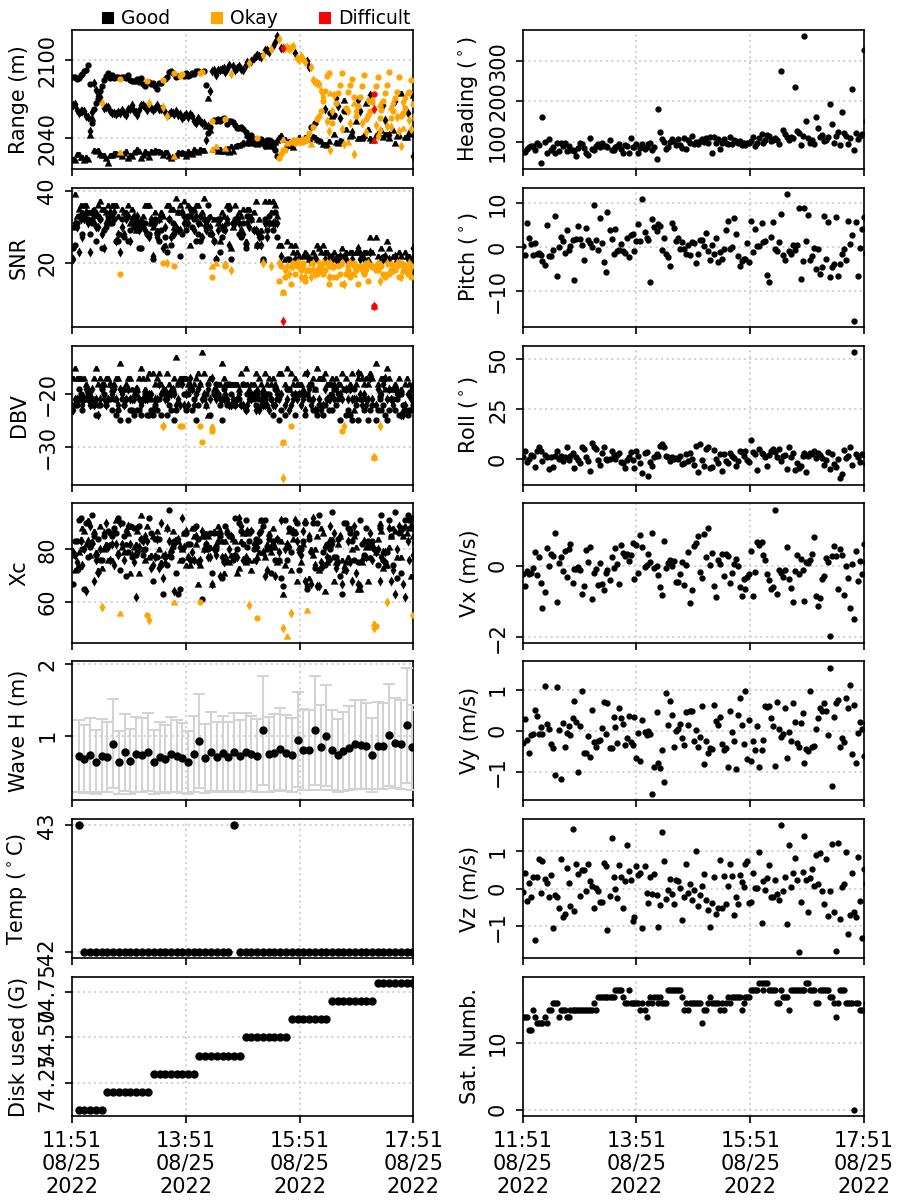 Good Okay Difficult
Range (m)
2100
2040
Heading (°)
300
200
100
SNR
40
20
Pitch (°)
10
0
−10
DBV
−20
−30
Roll (°)
50
25
0
Xc
80
60
Vx (m/s)
0
−2
Wave H (m)
2
1
Vy (m/s)
1
0
−1
Temp (°C)
43
42
Vz (m/s)
1
0
−1
Disk used (G)
74.75
74.50
74.25
Sat. Numb.
10
0
11:51 13:51 15:51 17:51
08/25 08/25 08/25 08/25
2022 2022 2022 2022
11:51 13:51 15:51 17:51
08/25 08/25 08/25 08/25
2022 2022 2022 2022